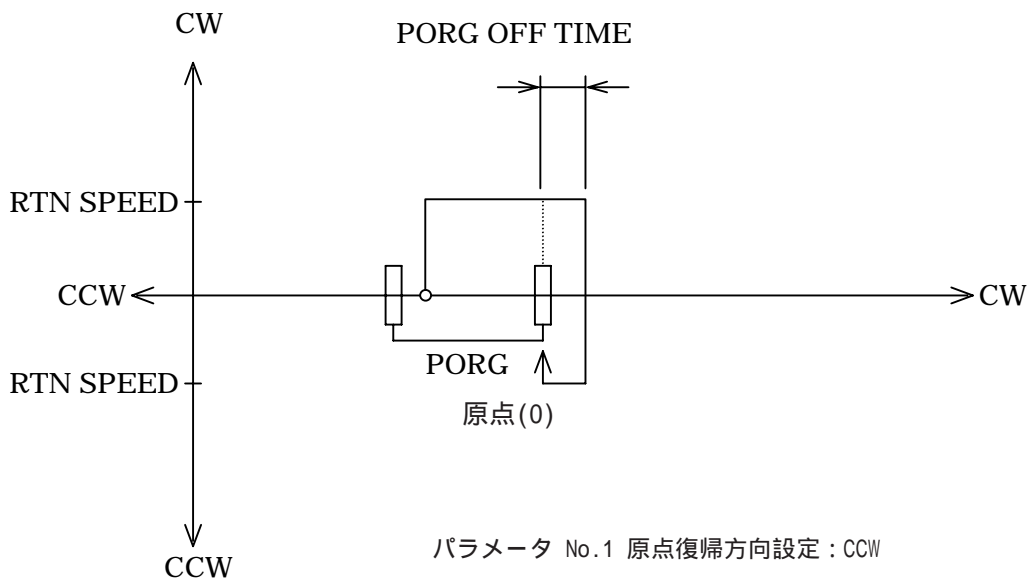 CW
PORG OFF TIME
RTN SPEED
CCW
CW
PORG
RTN SPEED
原点(0)
パラメータ No.1 原点復帰方向設定:CCW
CCW